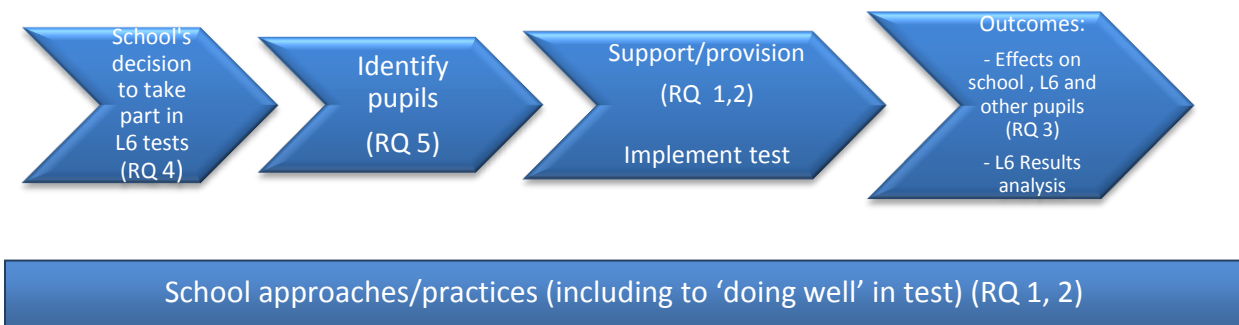 School's
decision
to take
part in
L6 tests
(RQ 4)
Identify
pupils
(RQ 5)
Support/provision
(RQ  1,2)
Implement test
Outcomes:
- Effects on
school , L6 and
other pupils
(RQ 3)
- L6 Results
analysis
School approaches/practices (including to ‘doing well’ in test) (RQ 1, 2)